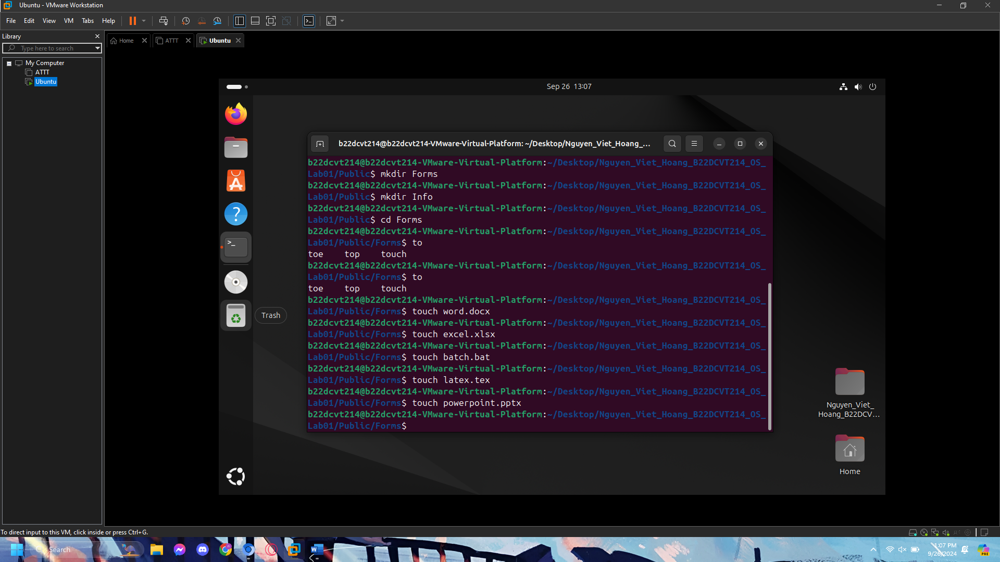 Ubuntu - VMware Workstation
File Edit View VM Tabs Help
Library
Type here to search
My Computer
ATTT
Ubuntu
Home ATTT Ubuntu
Sep 26 13:07
b22dcvt214@b22dcvt214-VMware-Virtual-Platform: ~/Desktop/Nguyen_Viet_Hoang_...
b22dcvt214@b22dcvt214-VMware-Virtual-Platform:~/Desktop/Nguyen_Viet_Hoang_B22DCVT214_OS_
Lab01/Public$ mkdir Forms
b22dcvt214@b22dcvt214-VMware-Virtual-Platform:~/Desktop/Nguyen_Viet_Hoang_B22DCVT214_OS_
Lab01/Public$ mkdir Info
b22dcvt214@b22dcvt214-VMware-Virtual-Platform:~/Desktop/Nguyen_Viet_Hoang_B22DCVT214_OS_
Lab01/Public$ cd Forms
b22dcvt214@b22dcvt214-VMware-Virtual-Platform:~/Desktop/Nguyen_Viet_Hoang_B22DCVT214_OS_
Lab01/Public/Forms$ to
toe top touch
b22dcvt214@b22dcvt214-VMware-Virtual-Platform:~/Desktop/Nguyen_Viet_Hoang_B22DCVT214_OS_
Lab01/Public/Forms$ to
toe top touch
b22dcvt214@b22dcvt214-VMware-Virtual-Platform:~/Desktop/Nguyen_Viet_Hoang_B22DCVT214_OS_
Lab01/Public/Forms$ touch word.docx
b22dcvt214@b22dcvt214-VMware-Virtual-Platform:~/Desktop/Nguyen_Viet_Hoang_B22DCVT214_OS_
Lab01/Public/Forms$ touch excel.xlsx
b22dcvt214@b22dcvt214-VMware-Virtual-Platform:~/Desktop/Nguyen_Viet_Hoang_B22DCVT214_OS_
Lab01/Public/Forms$ touch batch.bat
b22dcvt214@b22dcvt214-VMware-Virtual-Platform:~/Desktop/Nguyen_Viet_Hoang_B22DCVT214_OS_
Lab01/Public/Forms$ touch latex.tex
b22dcvt214@b22dcvt214-VMware-Virtual-Platform:~/Desktop/Nguyen_Viet_Hoang_B22DCVT214_OS_
Lab01/Public/Forms$ touch powerpoint.pptx
b22dcvt214@b22dcvt214-VMware-Virtual-Platform:~/Desktop/Nguyen_Viet_Hoang_B22DCVT214_OS_
Lab01/Public/Forms$
Trash
Nguyen_Viet_
Hoang_B22DCV...
Home
To direct input to this VM, click inside or press Ctrl+G.
Search
1:07 PM
9/26/2024
PRE